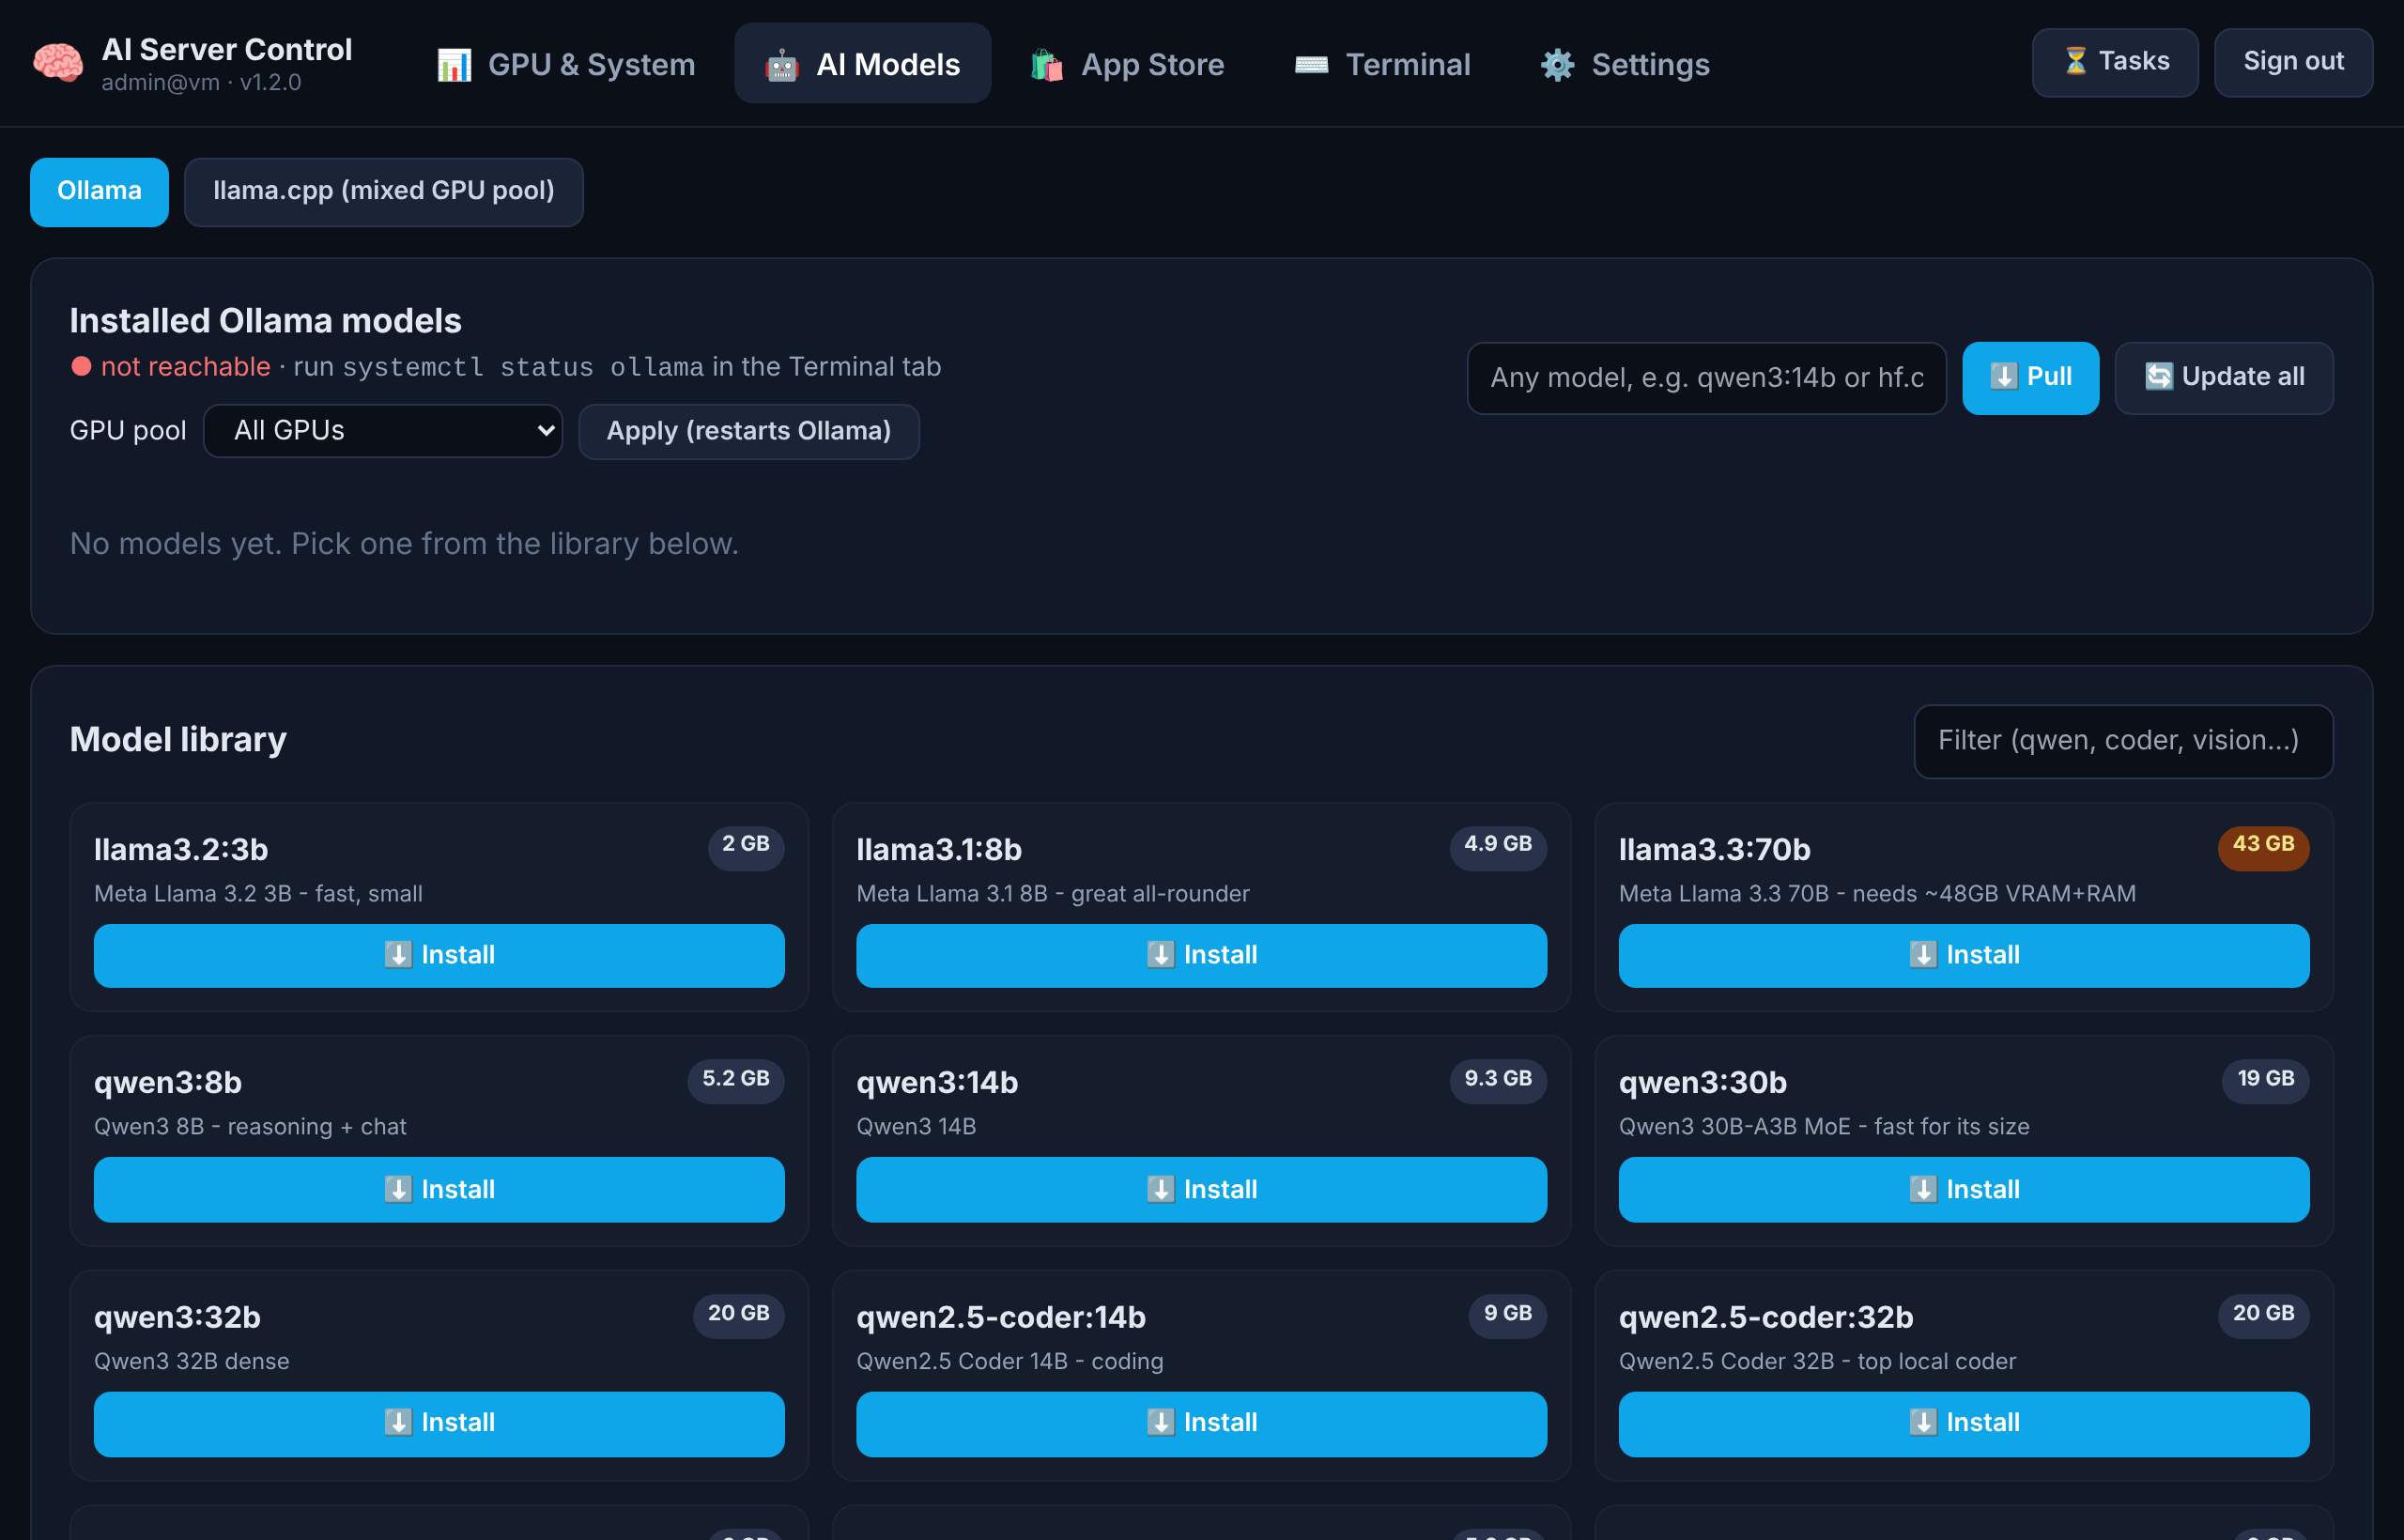 AI Server Control
admin@vm · v1.2.0
GPU & System
AI Models
App Store
Terminal
Settings
Tasks
Sign out
Ollama
llama.cpp (mixed GPU pool)
Installed Ollama models
not reachable · run systemctl status ollama in the Terminal tab
GPU pool
All GPUs
Apply (restarts Ollama)
Any model, e.g. qwen3:14b or hf.c
Pull
Update all
No models yet. Pick one from the library below.
Model library
Filter (qwen, coder, vision...)
llama3.2:3b
2 GB
Meta Llama 3.2 3B - fast, small
Install
llama3.1:8b
4.9 GB
Meta Llama 3.1 8B - great all-rounder
Install
llama3.3:70b
43 GB
Meta Llama 3.3 70B - needs ~48GB VRAM+RAM
Install
qwen3:8b
5.2 GB
Qwen3 8B - reasoning + chat
Install
qwen3:14b
9.3 GB
Qwen3 14B
Install
qwen3:30b
19 GB
Qwen3 30B-A3B MoE - fast for its size
Install
qwen3:32b
20 GB
Qwen3 32B dense
Install
qwen2.5-coder:14b
9 GB
Qwen2.5 Coder 14B - coding
Install
qwen2.5-coder:32b
20 GB
Qwen2.5 Coder 32B - top local coder
Install